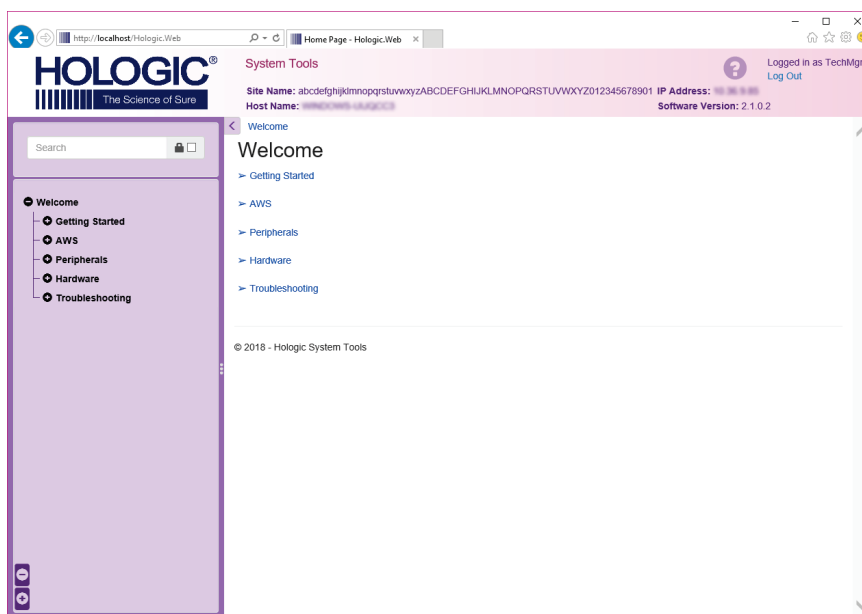 http://localhost/Hologic.Web
Home Page - Hologic.Web
HOLOGIC®
The Science of Sure
System Tools
Logged in as TechMgr
Log Out
Site Name: abcdefghijklmnopqrstuvwxyzABCDEFGHIJKLMNOPQRSTUVWXYZ012345678901 IP Address:
Host Name:
Software Version: 2.1.0.2
Search
Welcome
Getting Started
AWS
Peripherals
Hardware
Troubleshooting
Welcome
Welcome
➢ Getting Started
➢ AWS
➢ Peripherals
➢ Hardware
➢ Troubleshooting
© 2018 - Hologic System Tools